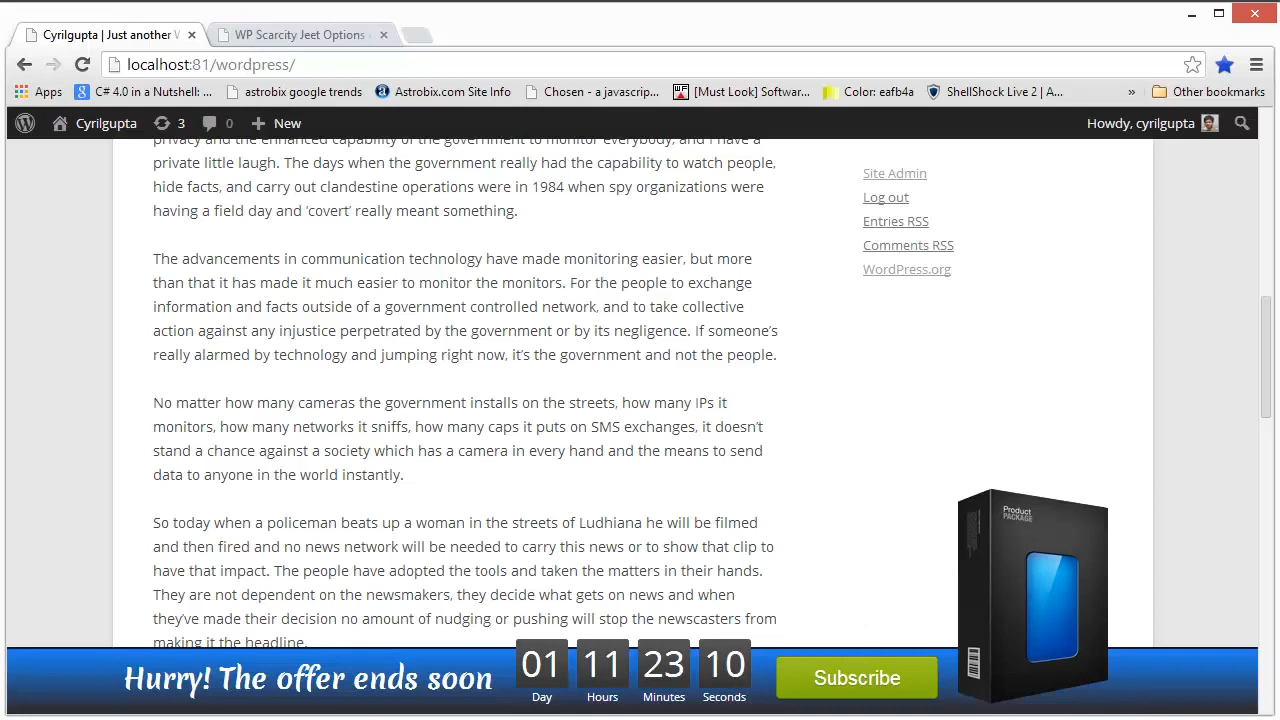 Cyrilgupta | Just another W
WP Scarcity Jeet Options
localhost:81/wordpress/
Apps
C# 4.0 in a Nutshell: ...
astrobix google trends
Astrobix.com Site Info
Chosen - a javascrip...
[Must Look] Softwar...
Color: eafb4a
ShellShock Live 2 | A...
»
Other bookmarks
Cyrilgupta
3
0
New
Howdy, cyrilgupta
privacy and the enhanced capability of the government to monitor everybody, and I have a
private little laugh. The days when the government really had the capability to watch people,
hide facts, and carry out clandestine operations were in 1984 when spy organizations were
having a field day and ‘covert’ really meant something.
The advancements in communication technology have made monitoring easier, but more
than that it has made it much easier to monitor the monitors. For the people to exchange
information and facts outside of a government controlled network, and to take collective
action against any injustice perpetrated by the government or by its negligence. If someone’s
really alarmed by technology and jumping right now, it’s the government and not the people.
No matter how many cameras the government installs on the streets, how many IPs it
monitors, how many networks it sniffs, how many caps it puts on SMS exchanges, it doesn’t
stand a chance against a society which has a camera in every hand and the means to send
data to anyone in the world instantly.
So today when a policeman beats up a woman in the streets of Ludhiana he will be filmed
and then fired and no news network will be needed to carry this news or to show that clip to
have that impact. The people have adopted the tools and taken the matters in their hands.
They are not dependent on the newsmakers, they decide what gets on news and when
they’ve made their decision no amount of nudging or pushing will stop the newscasters from
making it the headline.
Site Admin
Log out
Entries RSS
Comments RSS
WordPress.org
Product
PACKAGE
Hurry! The offer ends soon
01 11 23 10
Day Hours Minutes Seconds
Subscribe